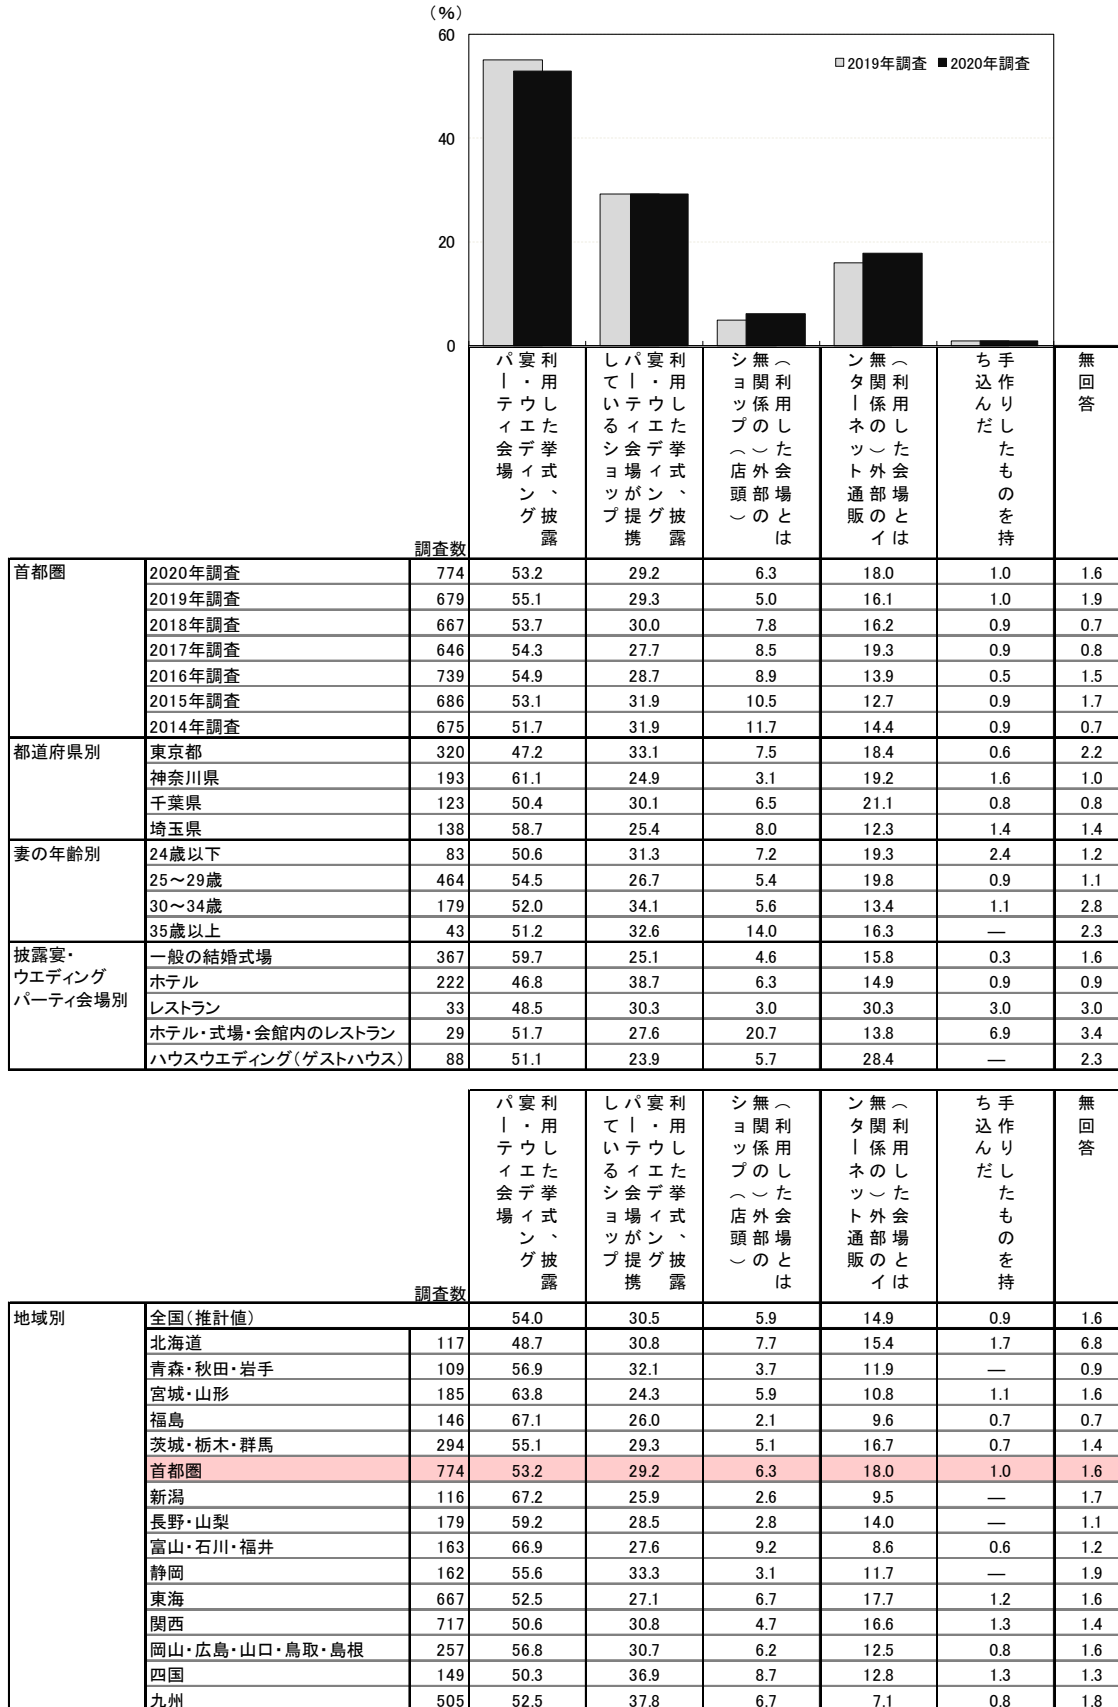 (%)
60
40
20
0
2019年調査 2020年調査
利用した挙式、披露
宴・ウエディング
パーティ会場
利用した挙式、披露
宴・ウエディング
パーティ会場が提携
しているショップ
（利用した会場とは
無関係の）外部の
ショップ（店頭）
（利用した会場とは
無関係の）外部のイ
ンターネット通販
手作りしたものを持
ち込んだ
無回答
調査数
首都圏 2020年調査 774 53.2 29.2 6.3 18.0 1.0 1.6
2019年調査 679 55.1 29.3 5.0 16.1 1.0 1.9
2018年調査 667 53.7 30.0 7.8 16.2 0.9 0.7
2017年調査 646 54.3 27.7 8.5 19.3 0.9 0.8
2016年調査 739 54.9 28.7 8.9 13.9 0.5 1.5
2015年調査 686 53.1 31.9 10.5 12.7 0.9 1.7
2014年調査 675 51.7 31.9 11.7 14.4 0.9 0.7
都道府県別 東京都 320 47.2 33.1 7.5 18.4 0.6 2.2
神奈川県 193 61.1 24.9 3.1 19.2 1.6 1.0
千葉県 123 50.4 30.1 6.5 21.1 0.8 0.8
埼玉県 138 58.7 25.4 8.0 12.3 1.4 1.4
妻の年齢別 24歳以下 83 50.6 31.3 7.2 19.3 2.4 1.2
25～29歳 464 54.5 26.7 5.4 19.8 0.9 1.1
30～34歳 179 52.0 34.1 5.6 13.4 1.1 2.8
35歳以上 43 51.2 32.6 14.0 16.3 — 2.3
披露宴・
ウエディング
パーティ会場別
一般の結婚式場 367 59.7 25.1 4.6 15.8 0.3 1.6
ホテル 222 46.8 38.7 6.3 14.9 0.9 0.9
レストラン 33 48.5 30.3 3.0 30.3 3.0 3.0
ホテル・式場・会館内のレストラン 29 51.7 27.6 20.7 13.8 6.9 3.4
ハウスウエディング（ゲストハウス） 88 51.1 23.9 5.7 28.4 — 2.3
利用した挙式、披露
宴・ウエディング
パーティ会場
利用した挙式、披露
宴・ウエディング
パーティ会場が提携
しているショップ
（利用した会場とは
無関係の）外部の
ショップ（店頭）
（利用した会場とは
無関係の）外部のイ
ンターネット通販
手作りしたものを持
ち込んだ
無回答
調査数
地域別 全国（推計値） 54.0 30.5 5.9 14.9 0.9 1.6
北海道 117 48.7 30.8 7.7 15.4 1.7 6.8
青森・秋田・岩手 109 56.9 32.1 3.7 11.9 — 0.9
宮城・山形 185 63.8 24.3 5.9 10.8 1.1 1.6
福島 146 67.1 26.0 2.1 9.6 0.7 0.7
茨城・栃木・群馬 294 55.1 29.3 5.1 16.7 0.7 1.4
首都圏 774 53.2 29.2 6.3 18.0 1.0 1.6
新潟 116 67.2 25.9 2.6 9.5 — 1.7
長野・山梨 179 59.2 28.5 2.8 14.0 — 1.1
富山・石川・福井 163 66.9 27.6 9.2 8.6 0.6 1.2
静岡 162 55.6 33.3 3.1 11.7 — 1.9
東海 667 52.5 27.1 6.7 17.7 1.2 1.6
関西 717 50.6 30.8 4.7 16.6 1.3 1.4
岡山・広島・山口・鳥取・島根 257 56.8 30.7 6.2 12.5 0.8 1.6
四国 149 50.3 36.9 8.7 12.8 1.3 1.3
九州 505 52.5 37.8 6.7 7.1 0.8 1.8